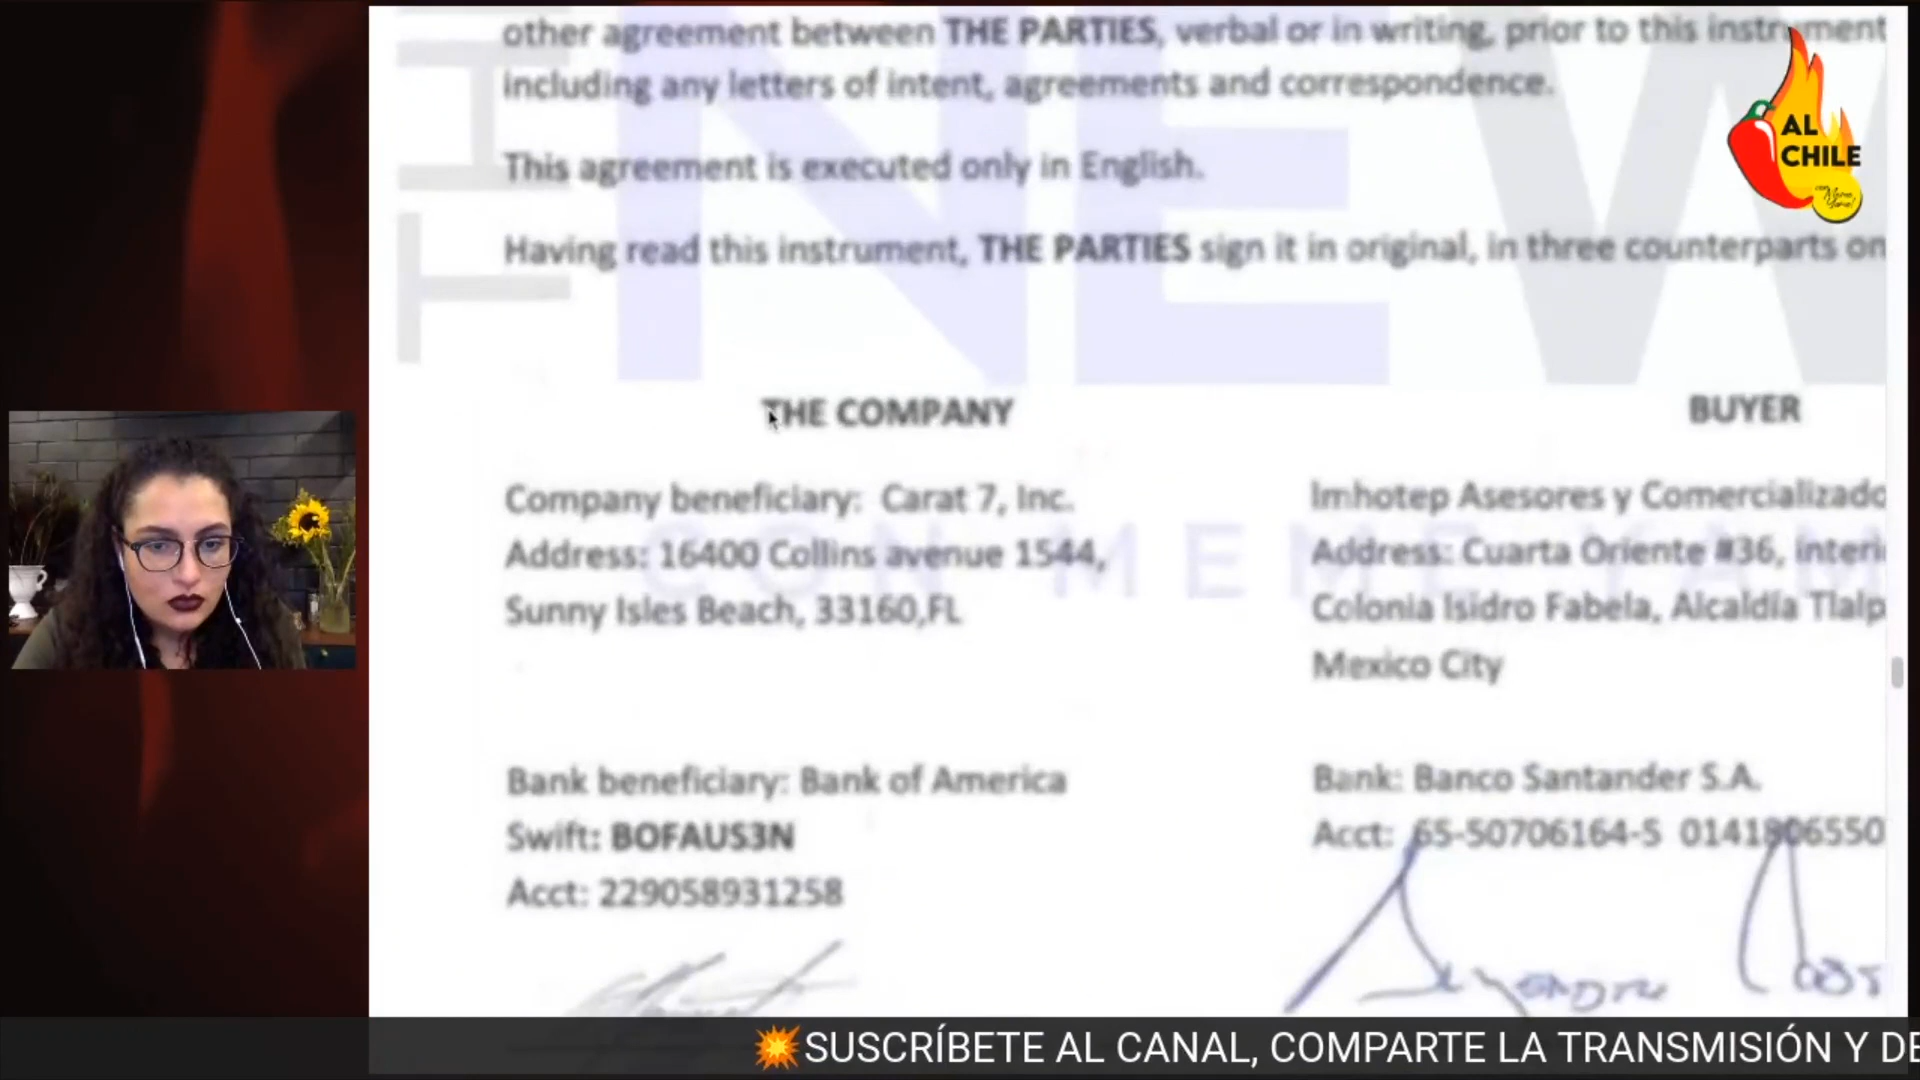 other agreement between THE PARTIES, verbal or in writing, prior to this instrument
including any letters of intent, agreements and correspondence.
This agreement is executed only in English.
Having read this instrument, THE PARTIES sign it in original, in three counterparts on
THE COMPANY
Company beneficiary: Carat 7, Inc.
Address: 16400 Collins avenue 1544,
Sunny Isles Beach, 33160,FL
Bank beneficiary: Bank of America
Swift: BOFAUS3N
Acct: 229058931258
BUYER
Imhotep Asesores y Comercializado
Address: Cuarta Oriente #36, interi
Colonia Isidro Fabela, Alcaldía Tlalp
Mexico City
Bank: Banco Santander S.A.
Acct: 65-50706164-5 0141806550
THE
NEW
CON MEME YAM
AL
CHILE
💥SUSCRÍBETE AL CANAL, COMPARTE LA TRANSMISIÓN Y DE